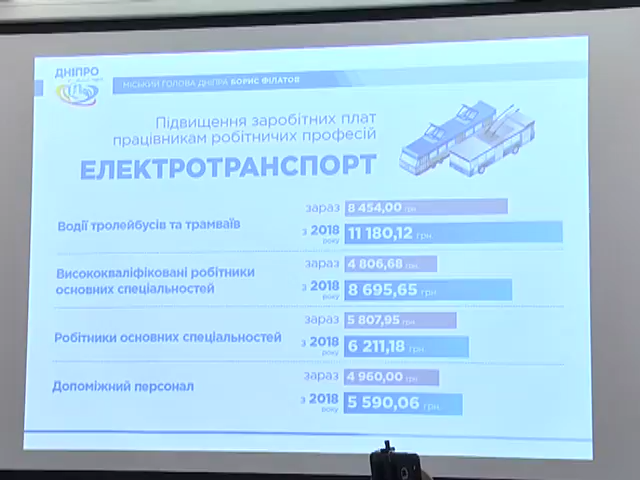 ДНІПРО
МІСЬКИЙ ГОЛОВА ДНІПРА БОРИС ФІЛАТОВ
Підвищення заробітних плат
працівникам робітничих професій
ЕЛЕКТРОТРАНСПОРТ
Водії тролейбусів та трамваїв
зараз 8 454,00 грн.
з 2018 року 11 180,12 грн.
Висококваліфіковані робітники
основних спеціальностей
зараз 4 806,68 грн.
з 2018 року 8 695,65 грн.
Робітники основних спеціальностей
зараз 5 807,95 грн.
з 2018 року 6 211,18 грн.
Допоміжний персонал
зараз 4 960,00 грн.
з 2018 року 5 590,06 грн.